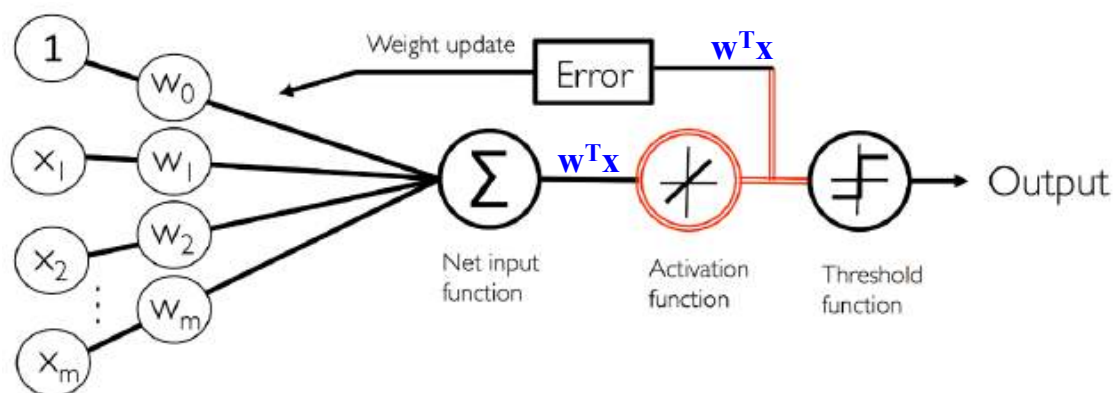 1
w₀
Weight update
Error
wᵀx
x₁
w₁
Σ
wᵀx
Output
x₂
w₂
⋮
xₘ
wₘ
Net input
function
Activation
function
Threshold
function